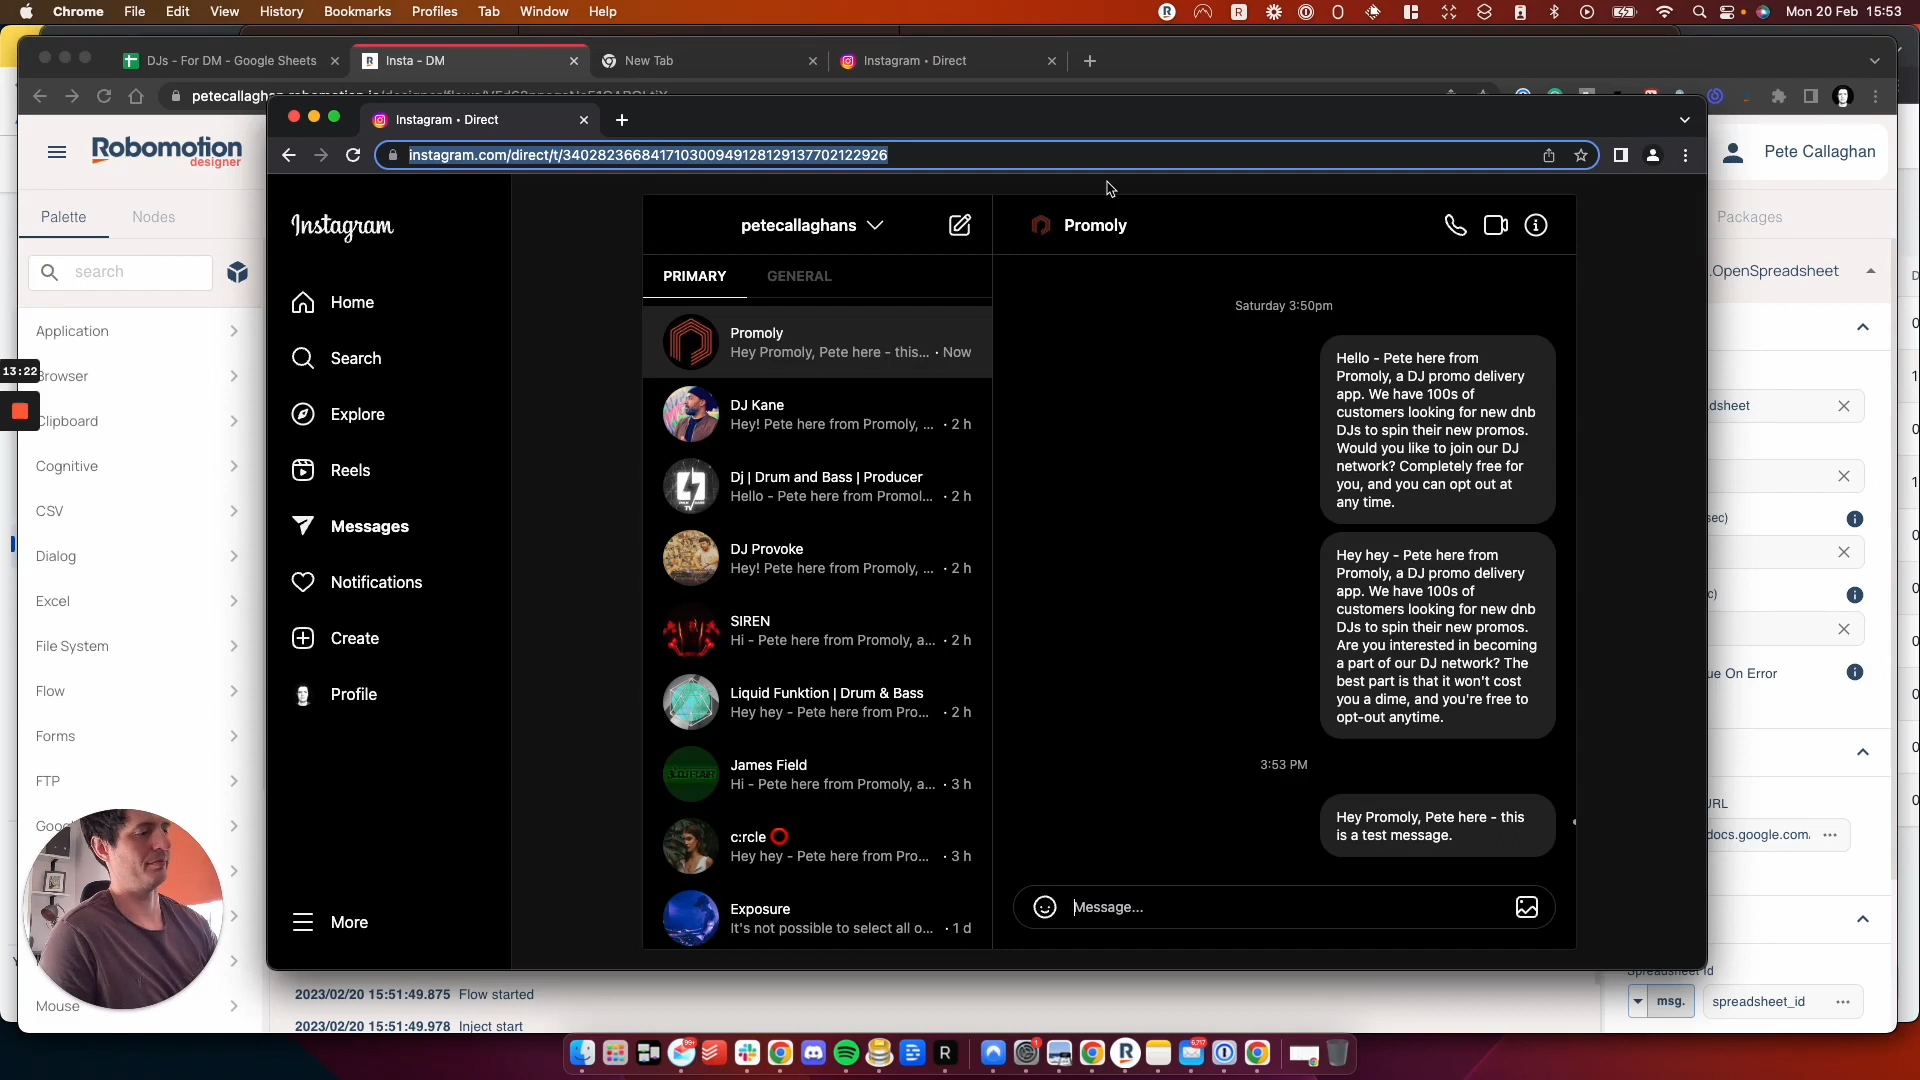 Chrome File Edit View History Bookmarks Profiles Tab Window Help
Mon 20 Feb 15:53
DJs - For DM - Google Sheets
Insta - DM
New Tab
Instagram • Direct
Instagram • Direct
instagram.com/direct/t/340282366841710300949128129137702122926
Robomotion
designer
Pete Callaghan
Palette
Nodes
Packages
search
.OpenSpreadsheet
Application
Browser
Clipboard
Cognitive
CSV
Dialog
Excel
File System
Flow
Forms
FTP
Mouse
13:22
Instagram
Home
Search
Explore
Reels
Messages
Notifications
Create
Profile
More
petecallaghans
PRIMARY
GENERAL
Promoly
Hey Promoly, Pete here - this... • Now
DJ Kane
Hey! Pete here from Promoly, ... • 2 h
Dj | Drum and Bass | Producer
Hello - Pete here from Promol... • 2 h
DJ Provoke
Hey! Pete here from Promoly, ... • 2 h
SIREN
Hi - Pete here from Promoly, a... • 2 h
Liquid Funktion | Drum & Bass
Hey hey - Pete here from Pro... • 2 h
James Field
Hi - Pete here from Promoly, a... • 3 h
c:rcle
Hey hey - Pete here from Pro... • 3 h
Exposure
It's not possible to select all o... • 1 d
Promoly
Saturday 3:50pm
Hello - Pete here from
Promoly, a DJ promo delivery
app. We have 100s of
customers looking for new dnb
DJs to spin their new promos.
Would you like to join our DJ
network? Completely free for
you, and you can opt out at
any time.
Hey hey - Pete here from
Promoly, a DJ promo delivery
app. We have 100s of
customers looking for new dnb
DJs to spin their new promos.
Are you interested in becoming
a part of our DJ network? The
best part is that it won't cost
you a dime, and you're free to
opt-out anytime.
3:53 PM
Hey Promoly, Pete here - this
is a test message.
Message...
dsheet
sec)
c)
ue On Error
URL
docs.google.com.
Spreadsheet Id
msg.
spreadsheet_id
2023/02/20 15:51:49.875 Flow started
2023/02/20 15:51:49.978 Inject start